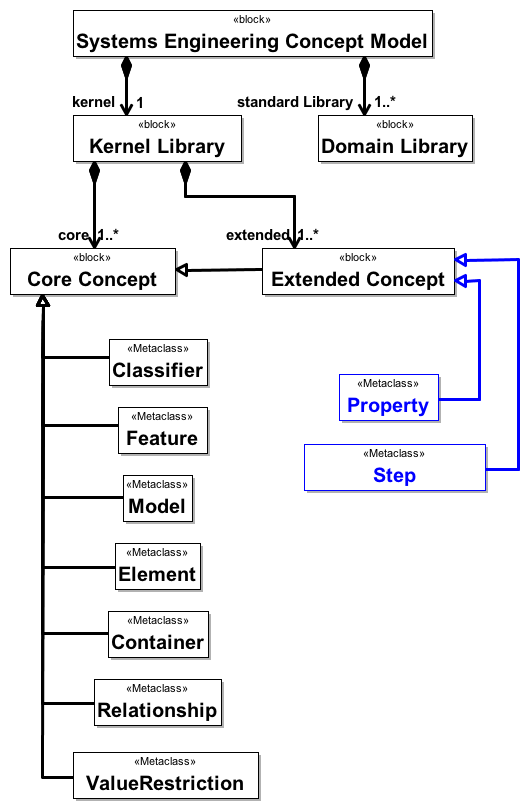 «block»
Systems Engineering Concept Model
kernel 1
standard Library 1..*
«block»
Kernel Library
«block»
Domain Library
core 1..*
extended 1..*
«block»
Core Concept
«block»
Extended Concept
«Metaclass»
Classifier
«Metaclass»
Property
«Metaclass»
Feature
«Metaclass»
Step
«Metaclass»
Model
«Metaclass»
Element
«Metaclass»
Container
«Metaclass»
Relationship
«Metaclass»
ValueRestriction